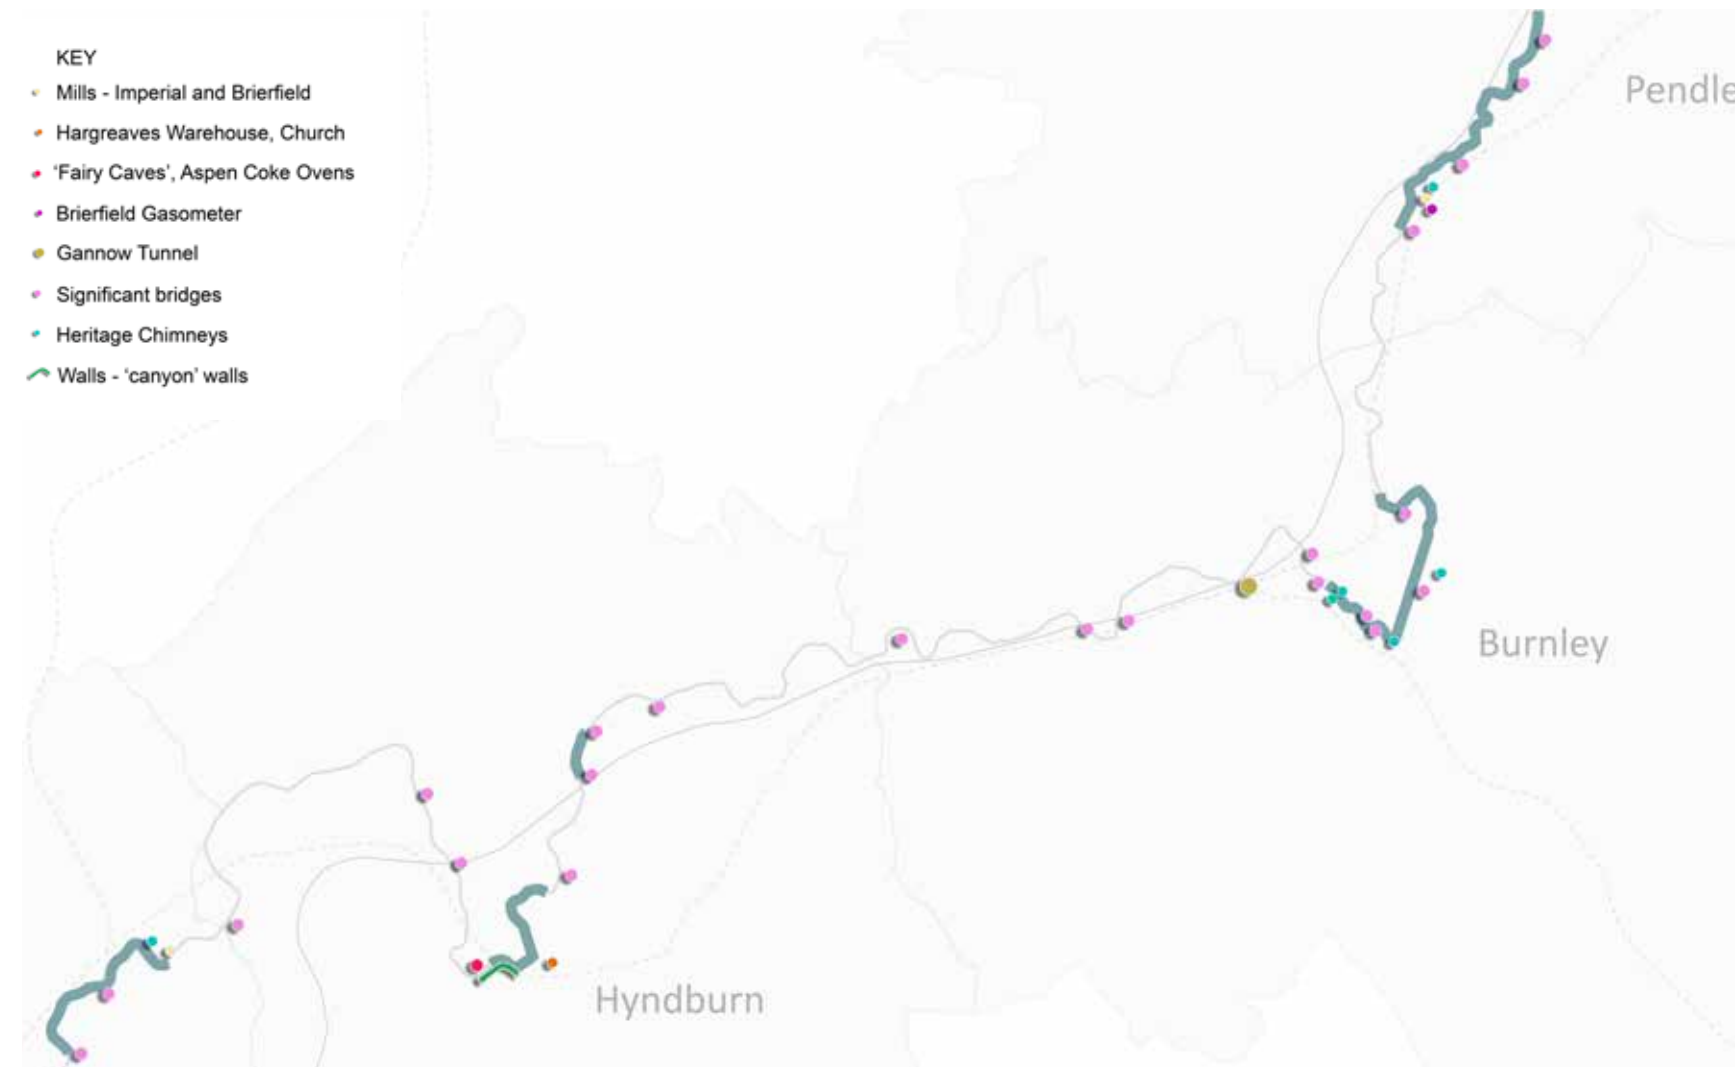 KEY
Mills - Imperial and Brierfield
Hargreaves Warehouse, Church
‘Fairy Caves’, Aspen Coke Ovens
Brierfield Gasometer
Gannow Tunnel
Significant bridges
Heritage Chimneys
Walls - ‘canyon’ walls
Pendle
Burnley
Hyndburn